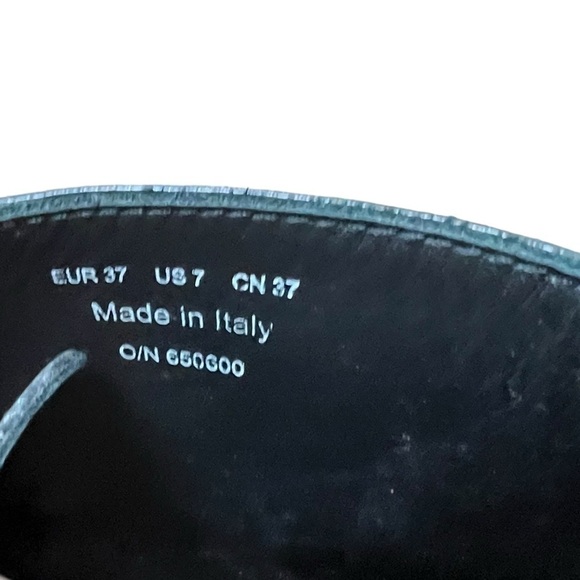 EUR 37 US 7 CN 37
Made in Italy
O/N 650600